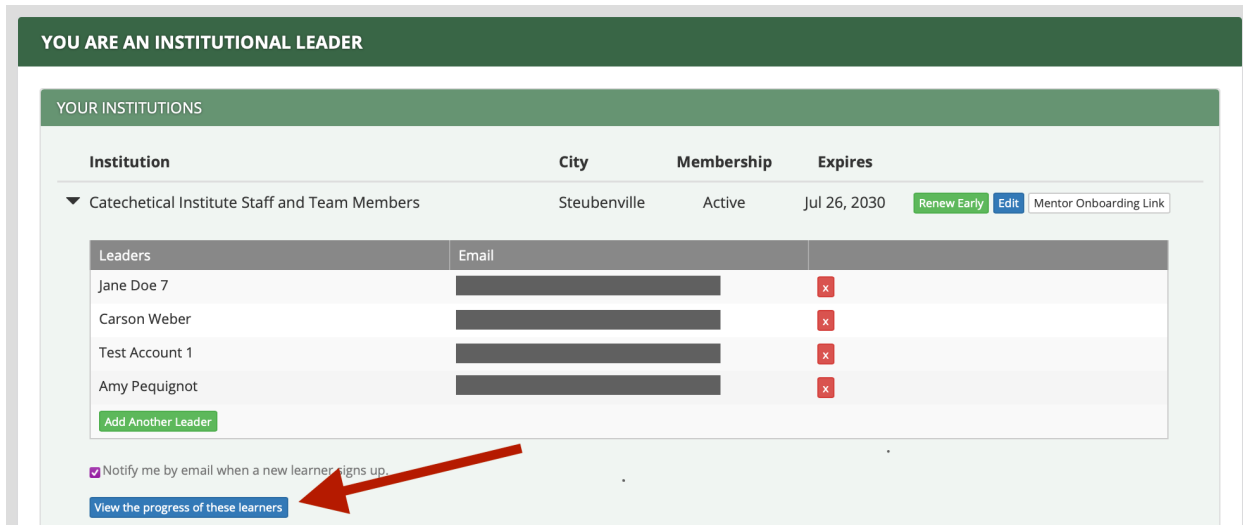 YOU ARE AN INSTITUTIONAL LEADER
YOUR INSTITUTIONS
Institution City Membership Expires
Catechetical Institute Staff and Team Members Steubenville Active Jul 26, 2030 Renew Early Edit Mentor Onboarding Link
Leaders Email
Jane Doe 7 x
Carson Weber x
Test Account 1 x
Amy Pequignot x
Add Another Leader
Notify me by email when a new learner signs up.
View the progress of these learners